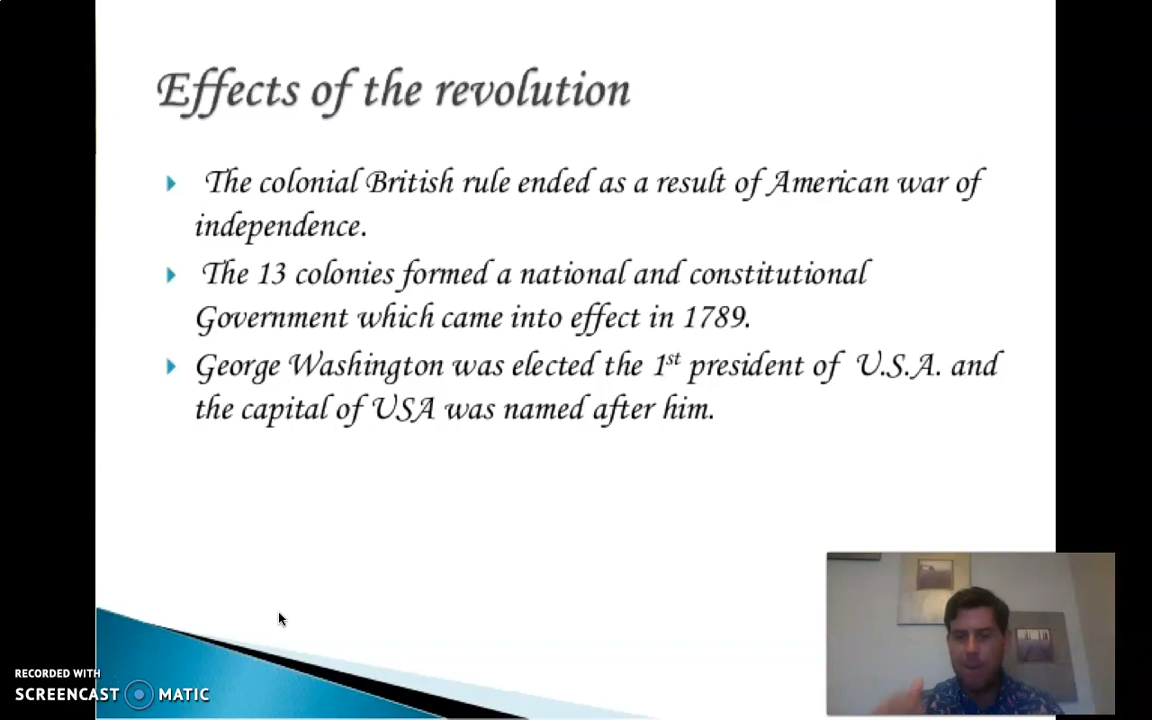 Effects of the revolution
The colonial British rule ended as a result of American war of
independence.
The 13 colonies formed a national and constitutional
Government which came into effect in 1789.
George Washington was elected the 1st president of U.S.A. and
the capital of USA was named after him.
RECORDED WITH
SCREENCAST MATIC